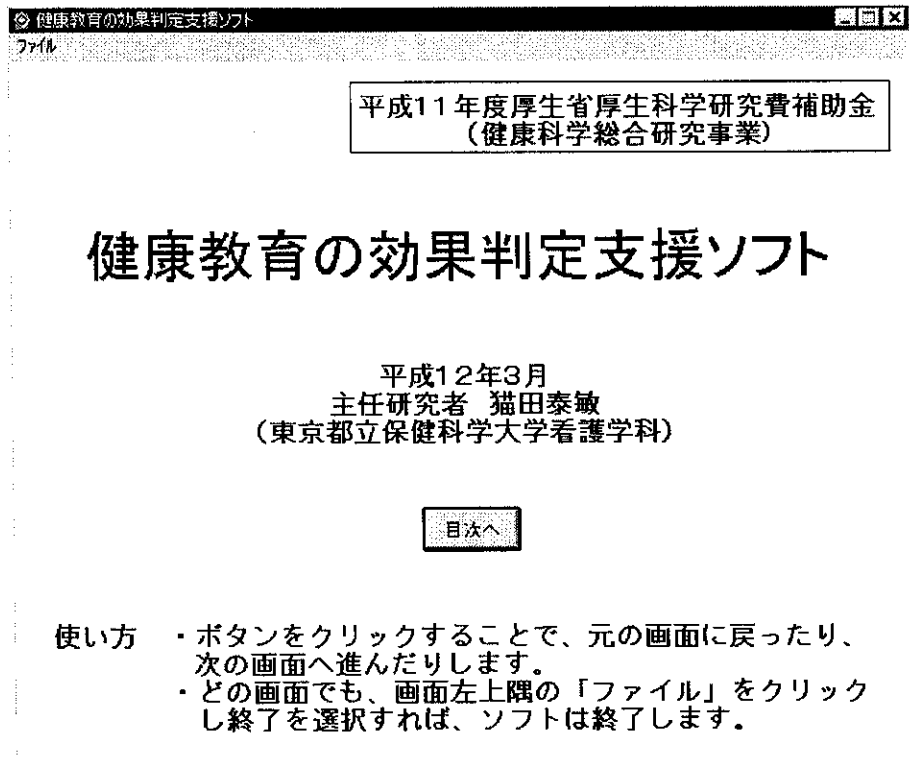 健康教育の効果判定支援ソフト
ファイル
平成11年度厚生省厚生科学研究費補助金
(健康科学総合研究事業)
健康教育の効果判定支援ソフト
平成12年3月
主任研究者 猫田泰敏
(東京都立保健科学大学看護学科)
目次へ
使い方 ・ボタンをクリックすることで、元の画面に戻ったり、
次の画面へ進んだりします。
・どの画面でも、画面左上隅の「ファイル」をクリック
し終了を選択すれば、ソフトは終了します。